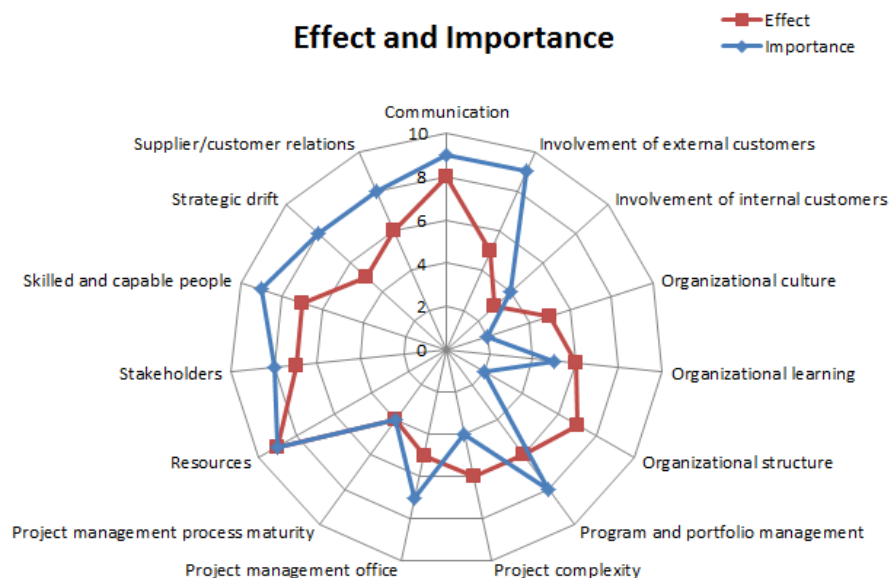 Effect and Importance
Effect
Importance
Communication
Involvement of external customers
Involvement of internal customers
Organizational culture
Organizational learning
Organizational structure
Program and portfolio management
Project complexity
Project management office
Project management process maturity
Resources
Stakeholders
Skilled and capable people
Strategic drift
Supplier/customer relations
10
8
6
4
2
0